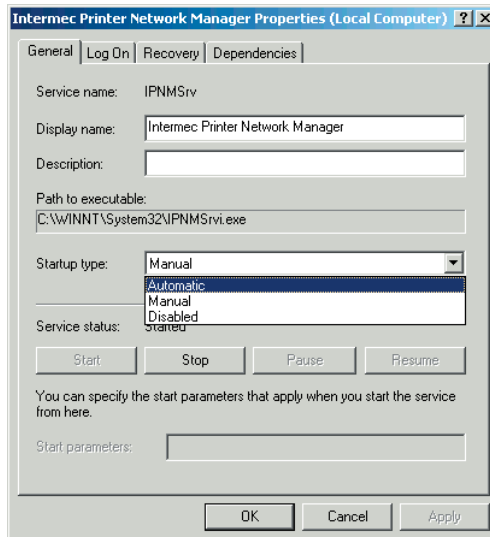 Intermec Printer Network Manager Properties (Local Computer)
General Log On Recovery Dependencies
Service name: IPNMSrv
Display name: Intermec Printer Network Manager
Description:
Path to executable:
C:\WINNT\System32\IPNMSrvi.exe
Startup type: Manual
Automatic
Manual
Disabled
Service status: Started
Start Stop Pause Resume
You can specify the start parameters that apply when you start the service
from here.
Start parameters:
OK Cancel Apply